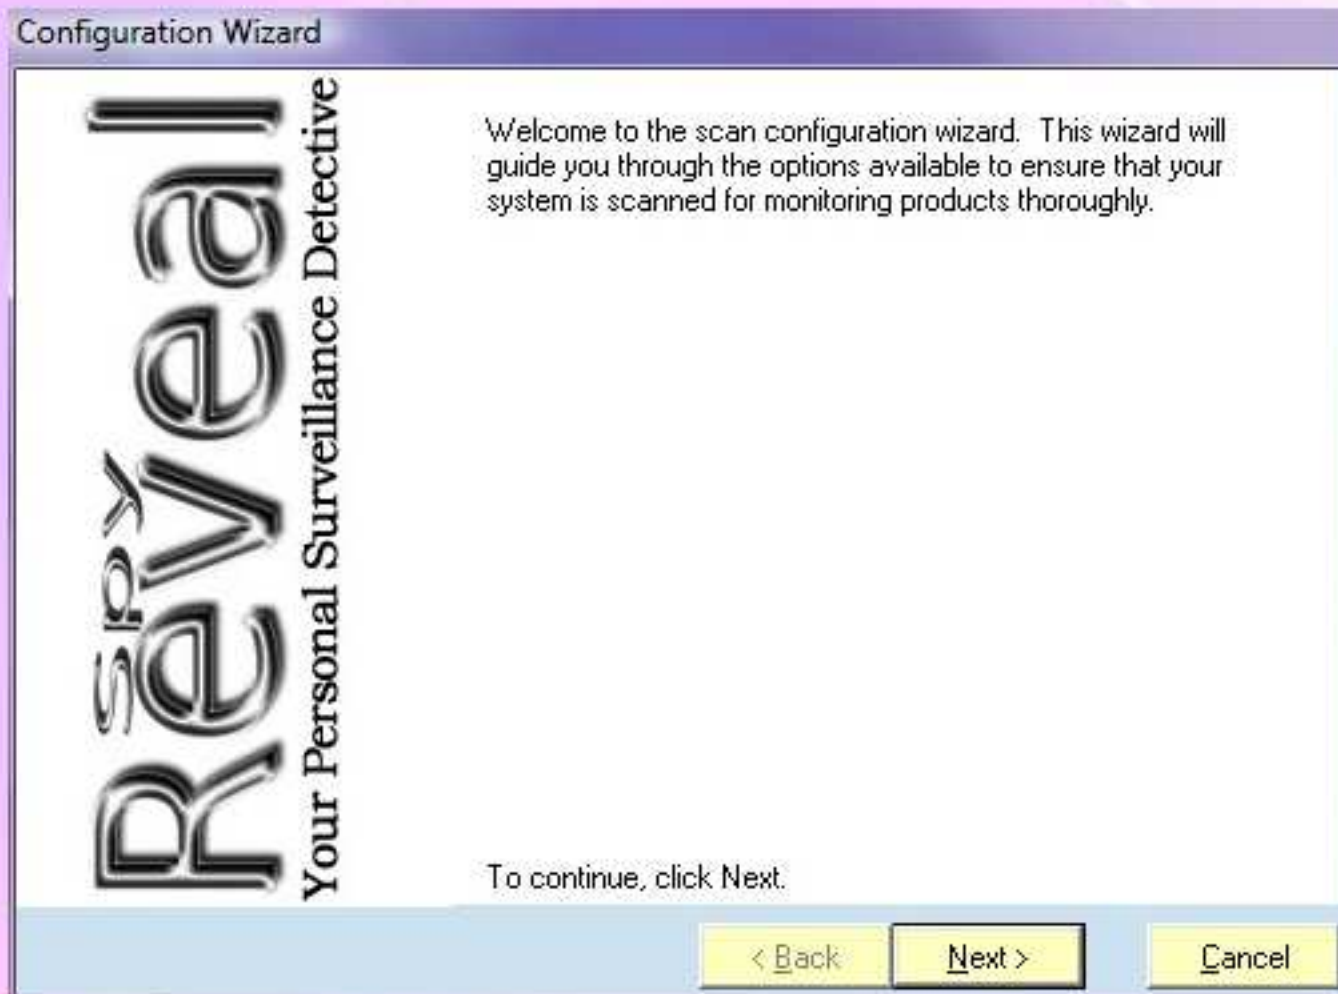 Configuration Wizard
Spy
Reveal
Your Personal Surveillance Detective
Welcome to the scan configuration wizard.  This wizard will
guide you through the options available to ensure that your
system is scanned for monitoring products thoroughly.
To continue, click Next.
< Back
Next >
Cancel